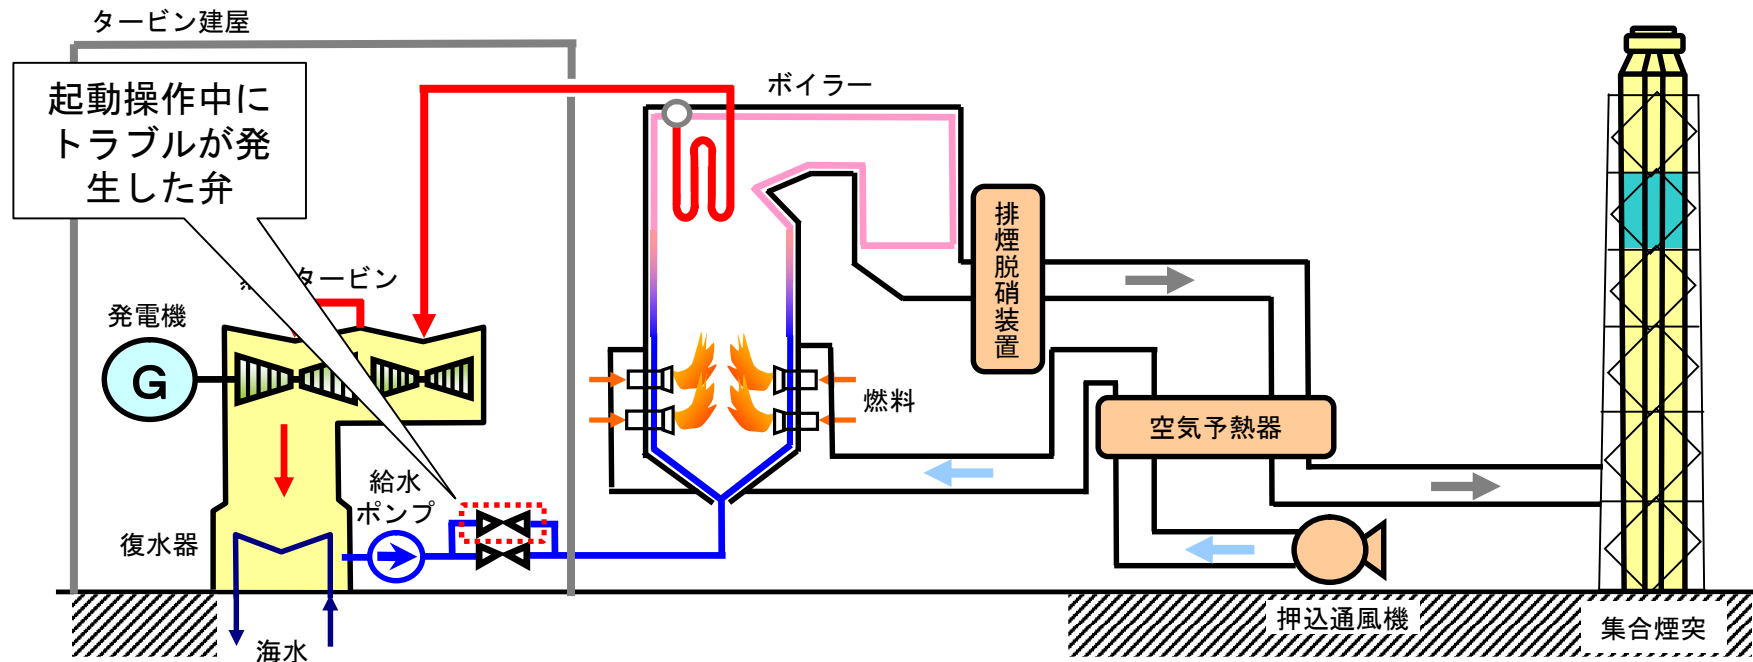 タービン建屋
起動操作中に
トラブルが発
生した弁
ボイラー
タービン
発電機
G
排煙脱硝装置
燃料
空気予熱器
給水
ポンプ
復水器
海水
押込通風機
集合煙突